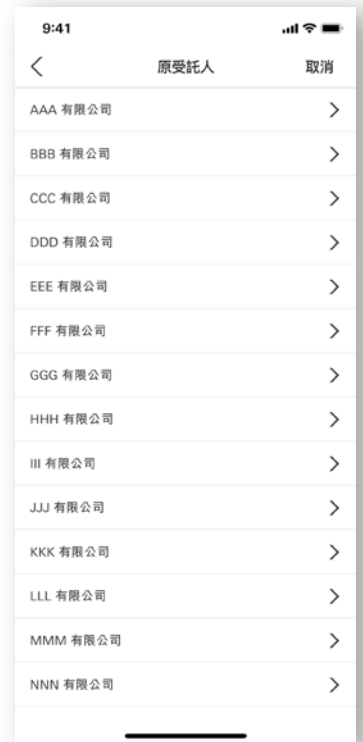 9:41
原受託人 取消
AAA 有限公司
BBB 有限公司
CCC 有限公司
DDD 有限公司
EEE 有限公司
FFF 有限公司
GGG 有限公司
HHH 有限公司
III 有限公司
JJJ 有限公司
KKK 有限公司
LLL 有限公司
MMM 有限公司
NNN 有限公司